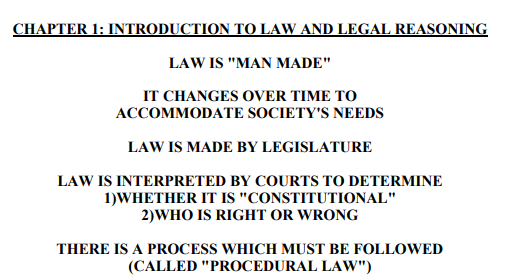 CHAPTER 1: INTRODUCTION TO LAW AND LEGAL REASONING
LAW IS "MAN MADE"
IT CHANGES OVER TIME TO
ACCOMMODATE SOCIETY'S NEEDS
LAW IS MADE BY LEGISLATURE
LAW IS INTERPRETED BY COURTS TO DETERMINE
1)WHETHER IT IS "CONSTITUTIONAL"
2)WHO IS RIGHT OR WRONG
THERE IS A PROCESS WHICH MUST BE FOLLOWED
(CALLED "PROCEDURAL LAW")